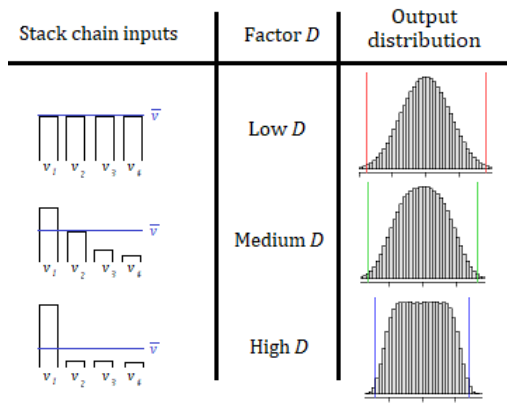 Stack chain inputs Factor D Output distribution
v̅
v₁ v₂ v₃ v₄
Low D
v̅
v₁ v₂ v₃ v₄
Medium D
v̅
v₁ v₂ v₃ v₄
High D